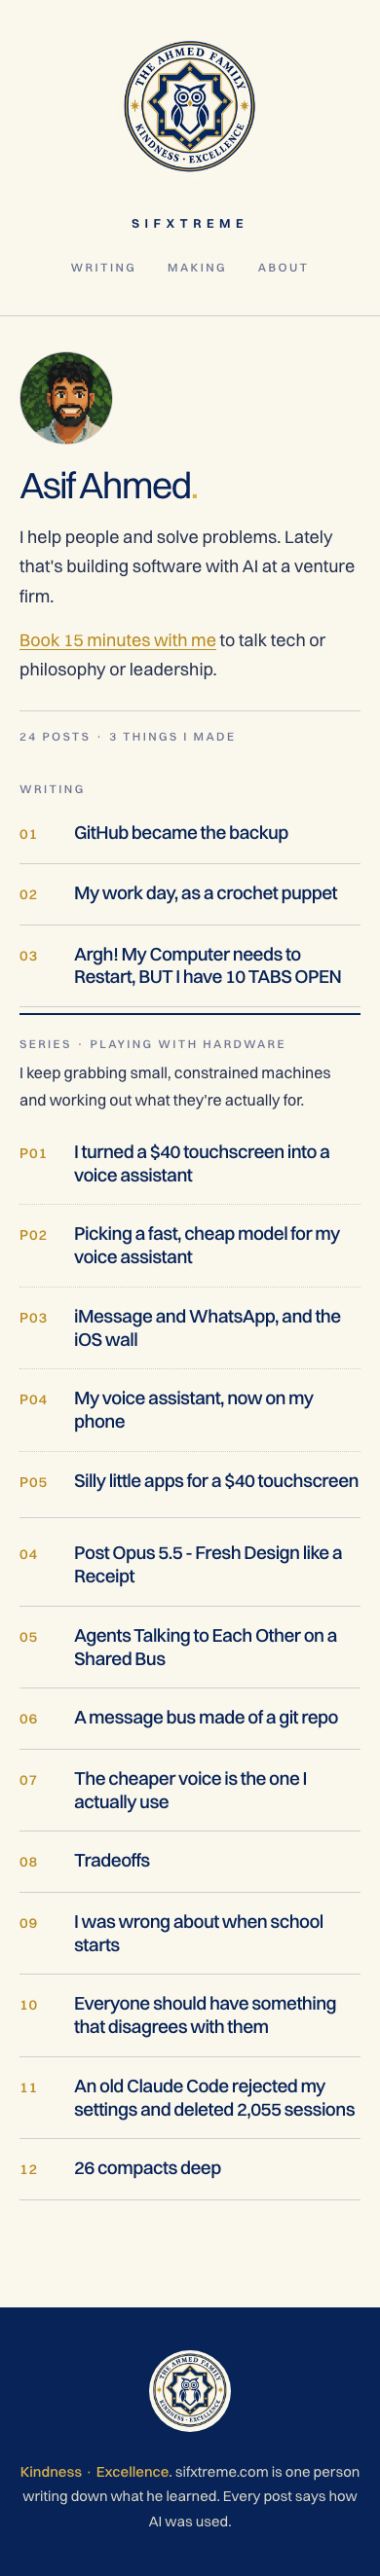 THE AHMED FAMILY
KINDNESS · EXCELLENCE
SIFXTREME
WRITING MAKING ABOUT
Asif Ahmed.
I help people and solve problems. Lately
that's building software with AI at a venture
firm.
Book 15 minutes with me to talk tech or
philosophy or leadership.
24 POSTS · 3 THINGS I MADE
WRITING
01 GitHub became the backup
02 My work day, as a crochet puppet
03 Argh! My Computer needs to
Restart, BUT I have 10 TABS OPEN
SERIES · PLAYING WITH HARDWARE
I keep grabbing small, constrained machines
and working out what they're actually for.
P01 I turned a $40 touchscreen into a
voice assistant
P02 Picking a fast, cheap model for my
voice assistant
P03 iMessage and WhatsApp, and the
iOS wall
P04 My voice assistant, now on my
phone
P05 Silly little apps for a $40 touchscreen
04 Post Opus 5.5 - Fresh Design like a
Receipt
05 Agents Talking to Each Other on a
Shared Bus
06 A message bus made of a git repo
07 The cheaper voice is the one I
actually use
08 Tradeoffs
09 I was wrong about when school
starts
10 Everyone should have something
that disagrees with them
11 An old Claude Code rejected my
settings and deleted 2,055 sessions
12 26 compacts deep
THE AHMED FAMILY
KINDNESS · EXCELLENCE
Kindness · Excellence. sifxtreme.com is one person
writing down what he learned. Every post says how
AI was used.